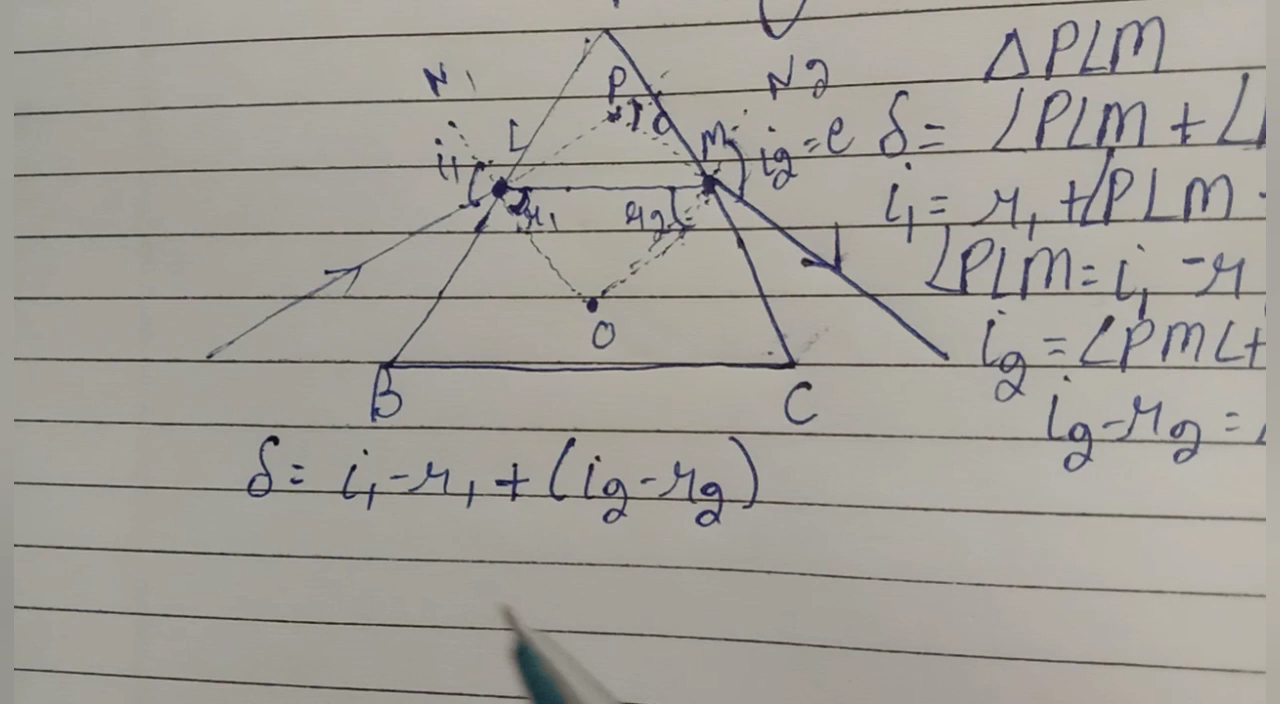 N1 P N2 ΔPLM
i1 L δ M i2=e δ= ∠PLM + ∠
r1 r2 i1= r1 +∠PLM
∠PLM= i1 -r
O i2 =∠PML+
B C i2-r2 =
δ= i1-r1 +(i2-r2)